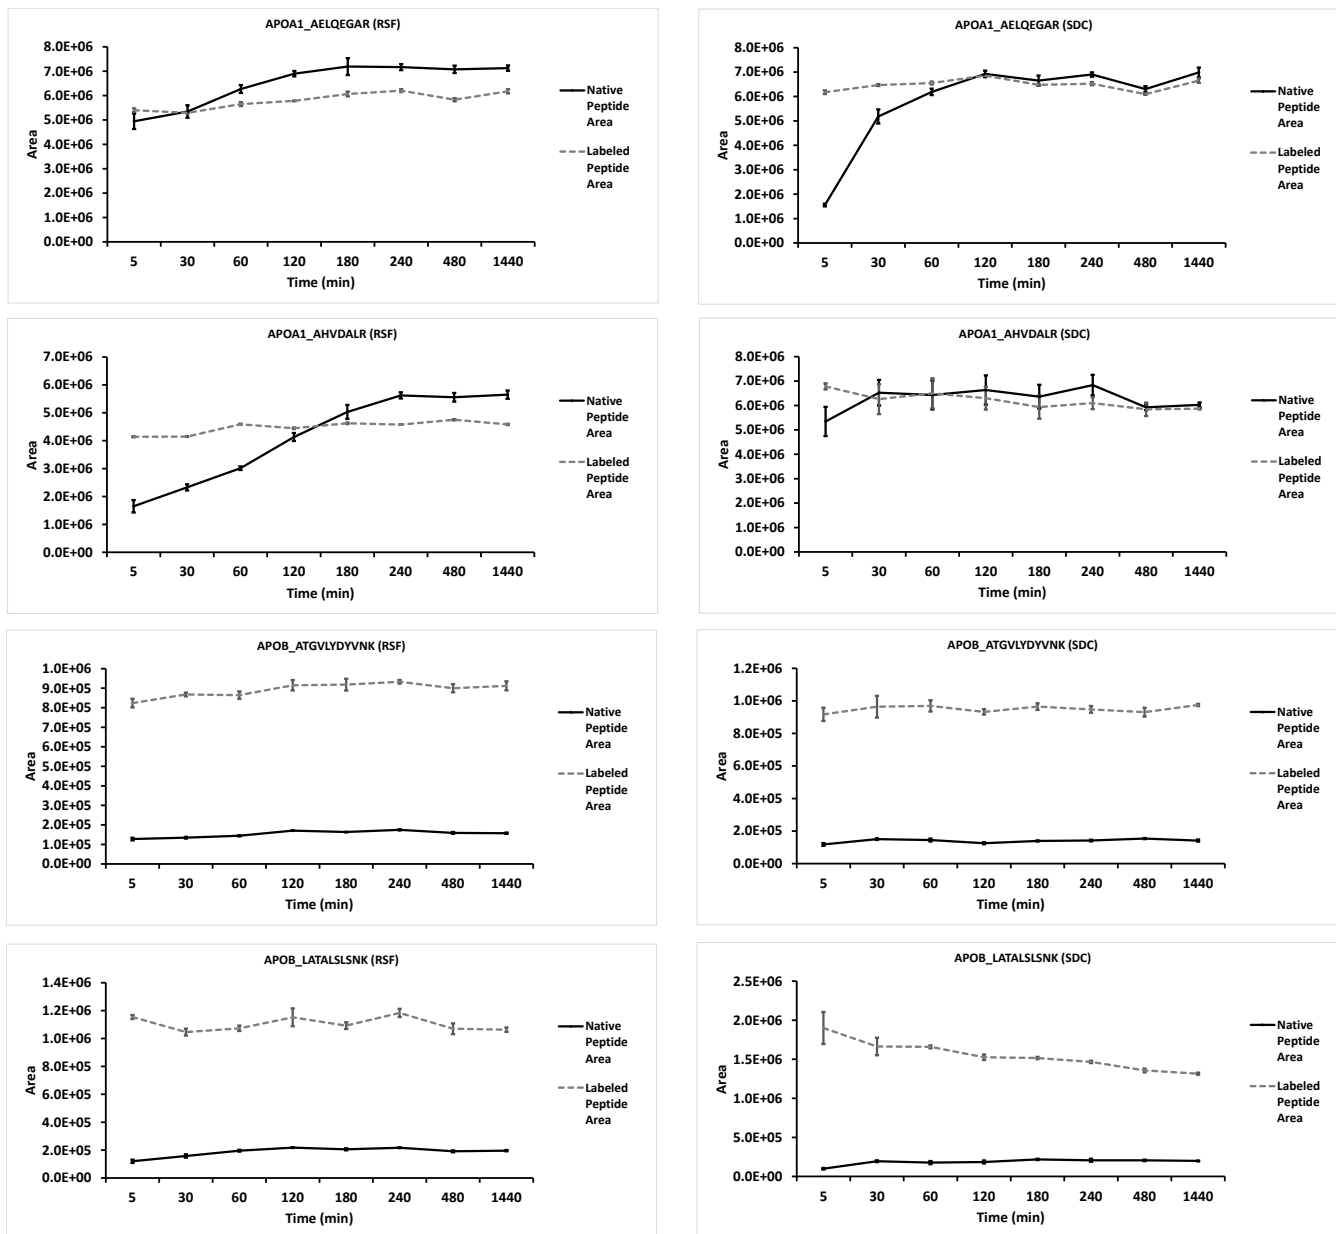 APOA1_AELQEGAR (RSF)
8.0E+06
7.0E+06
6.0E+06
5.0E+06
4.0E+06
3.0E+06
2.0E+06
1.0E+06
0.0E+00
Area
5 30 60 120 180 240 480 1440
Time (min)
Native
Peptide
Area
Labeled
Peptide
Area
APOA1_AELQEGAR (SDC)
8.0E+06
7.0E+06
6.0E+06
5.0E+06
4.0E+06
3.0E+06
2.0E+06
1.0E+06
0.0E+00
Area
5 30 60 120 180 240 480 1440
Time (min)
Native
Peptide
Area
Labeled
Peptide
Area
APOA1_AHVDALR (RSF)
7.0E+06
6.0E+06
5.0E+06
4.0E+06
3.0E+06
2.0E+06
1.0E+06
0.0E+00
Area
5 30 60 120 180 240 480 1440
Time (min)
Native
Peptide
Area
Labeled
Peptide
Area
APOA1_AHVDALR (SDC)
8.0E+06
7.0E+06
6.0E+06
5.0E+06
4.0E+06
3.0E+06
2.0E+06
1.0E+06
0.0E+00
Area
5 30 60 120 180 240 480 1440
Time (min)
Native
Peptide
Area
Labeled
Peptide
Area
APOB_ATGVLYDYVNK (RSF)
1.0E+06
9.0E+05
8.0E+05
7.0E+05
6.0E+05
5.0E+05
4.0E+05
3.0E+05
2.0E+05
1.0E+05
0.0E+00
Area
5 30 60 120 180 240 480 1440
Time (min)
Native
Peptide
Area
Labeled
Peptide
Area
APOB_ATGVLYDYVNK (SDC)
1.2E+06
1.0E+06
8.0E+05
6.0E+05
4.0E+05
2.0E+05
0.0E+00
Area
5 30 60 120 180 240 480 1440
Time (min)
Native
Peptide
Area
Labeled
Peptide
Area
APOB_LATALSLSNK (RSF)
1.4E+06
1.2E+06
1.0E+06
8.0E+05
6.0E+05
4.0E+05
2.0E+05
0.0E+00
Area
5 30 60 120 180 240 480 1440
Time (min)
Native
Peptide
Area
Labeled
Peptide
Area
APOB_LATALSLSNK (SDC)
2.5E+06
2.0E+06
1.5E+06
1.0E+06
5.0E+05
0.0E+00
Area
5 30 60 120 180 240 480 1440
Time (min)
Native
Peptide
Area
Labeled
Peptide
Area